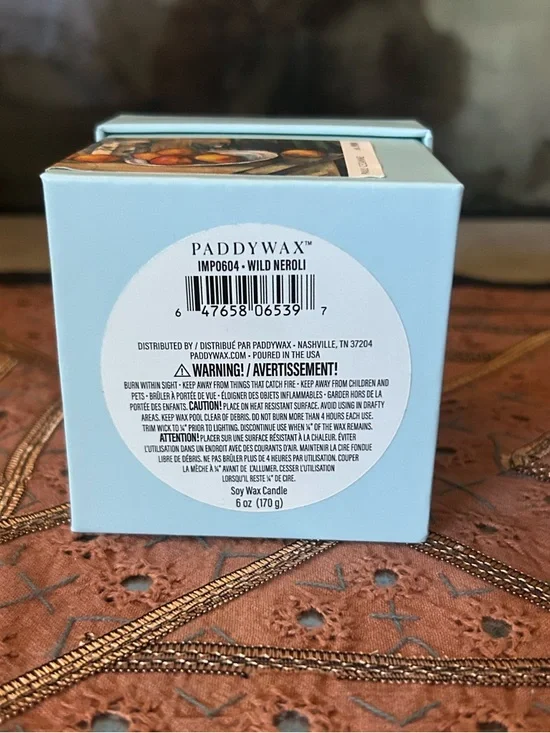 PADDYWAX™
IMP0604 • WILD NEROLI
6 47658 06539 7
DISTRIBUTED BY / DISTRIBUÉ PAR PADDYWAX • NASHVILLE, TN 37204
PADDYWAX.COM • POURED IN THE USA
⚠ WARNING! / AVERTISSEMENT!
BURN WITHIN SIGHT • KEEP AWAY FROM THINGS THAT CATCH FIRE • KEEP AWAY FROM CHILDREN AND
PETS • BRÛLER À PORTÉE DE VUE • ÉLOIGNER DES OBJETS INFLAMMABLES • GARDER HORS DE LA
PORTÉE DES ENFANTS. CAUTION! PLACE ON HEAT RESISTANT SURFACE. AVOID USING IN DRAFTY
AREAS. KEEP WAX POOL CLEAR OF DEBRIS. DO NOT BURN MORE THAN 4 HOURS EACH USE.
TRIM WICK TO ¼" PRIOR TO LIGHTING. DISCONTINUE USE WHEN ¼" OF THE WAX REMAINS.
ATTENTION! PLACER SUR UNE SURFACE RÉSISTANT À LA CHALEUR. ÉVITER
L'UTILISATION DANS UN ENDROIT AVEC DES COURANTS D'AIR. MAINTENIR LA CIRE FONDUE
LIBRE DE DÉBRIS. NE PAS BRÛLER PLUS DE 4 HEURES PAR UTILISATION. COUPER
LA MÈCHE À ¼" AVANT DE L'ALLUMER. CESSER L'UTILISATION
LORSQU'IL RESTE ¼" DE CIRE.
Soy Wax Candle
6 oz (170 g)